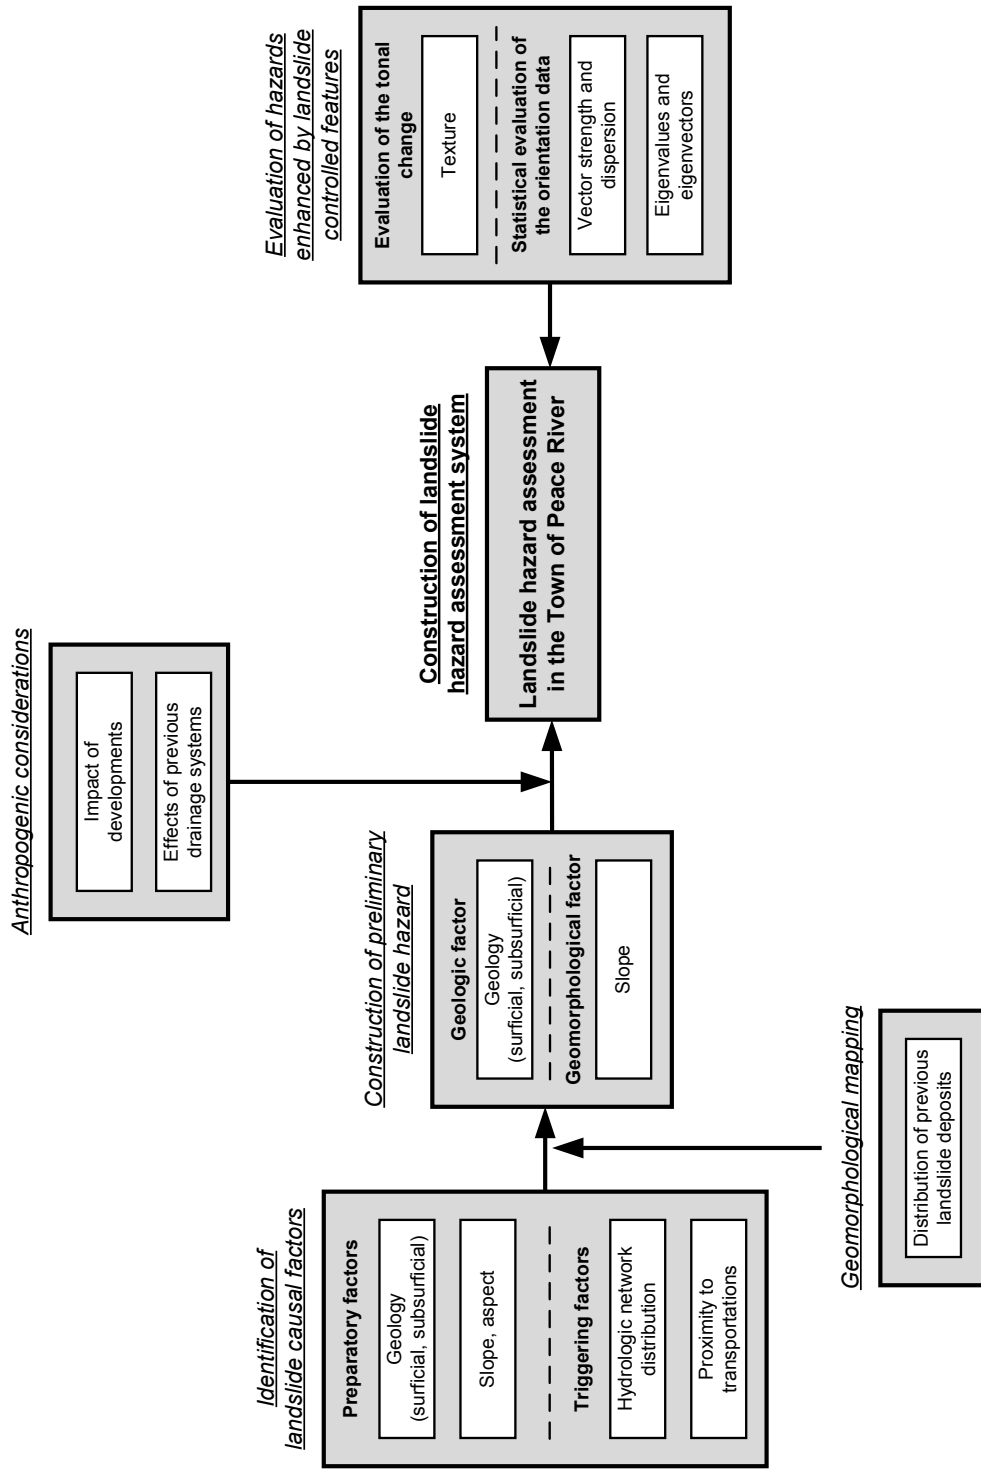 Identification of
landslide causal factors
Preparatory factors
Geology
(surficial, subsurficial)
Slope, aspect
Triggering factors
Hydrologic network
distribution
Proximity to
transportations
Geomorphological mapping
Distribution of previous
landslide deposits
Construction of preliminary
landslide hazard
Geologic factor
Geology
(surficial, subsurficial)
Geomorphological factor
Slope
Anthropogenic considerations
Impact of
developments
Effects of previous
drainage systems
Construction of landslide
hazard assessment system
Landslide hazard assessment
in the Town of Peace River
Evaluation of hazards
enhanced by landslide
controlled features
Evaluation of the tonal
change
Texture
Statistical evaluation of
the orientation data
Vector strength and
dispersion
Eigenvalues and
eigenvectors